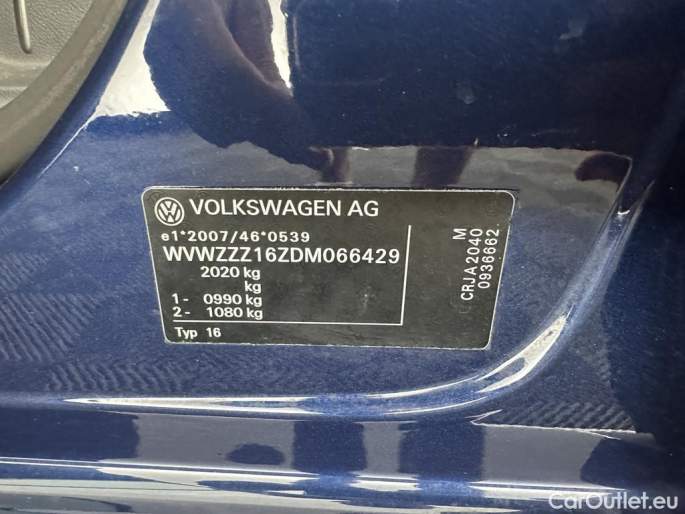 VOLKSWAGEN AG
e1*2007/46*0539
WVWZZZ16ZDM066429
2020 kg
kg
1- 0990 kg
2- 1080 kg
Typ 16
M
CRJA2040
0936662.
CarOutlet.eu